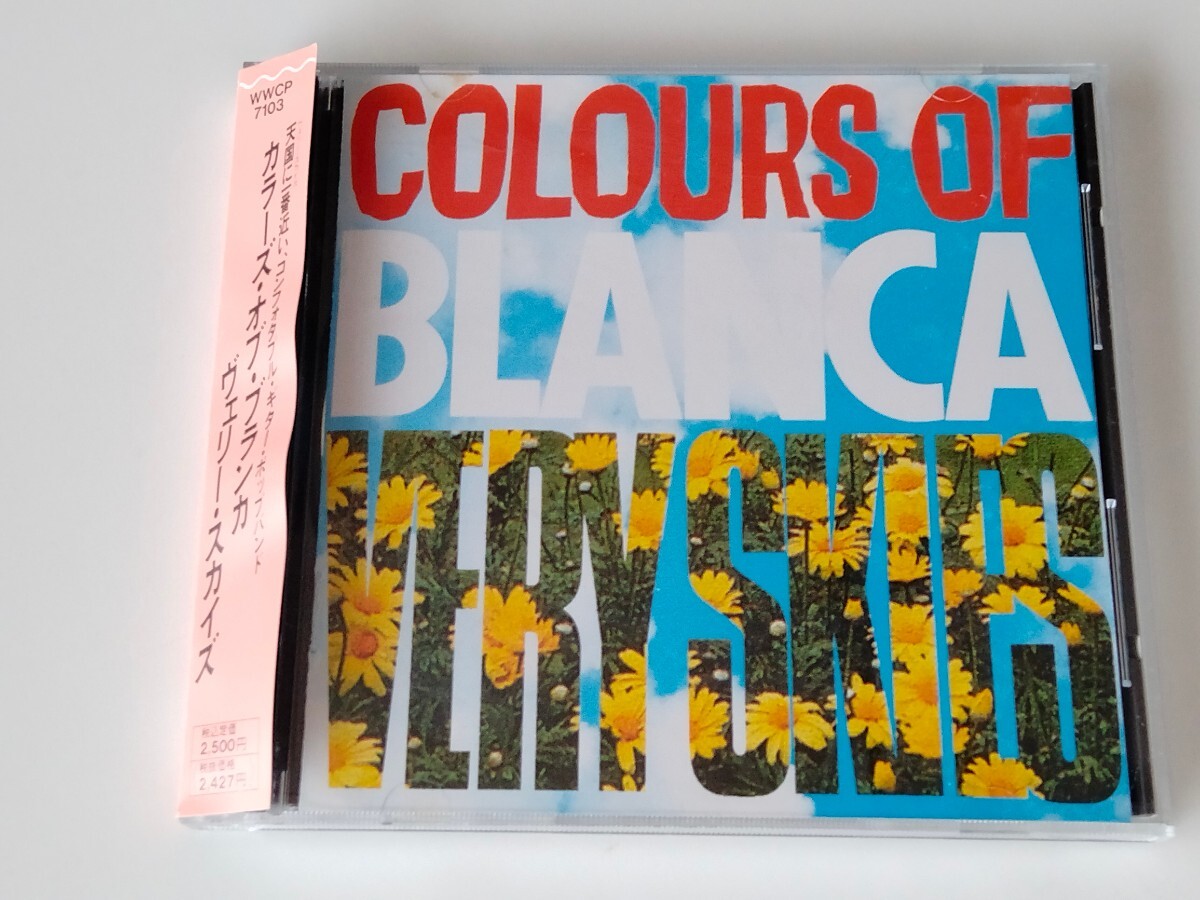 WWCP
7103
天国に一番近い、コンフォタブル・ギター・ポップ・バンド
カラーズ・オブ・ブランカ
ヴェリー・スカイズ
税込定価
2,500円
税抜価格
2,427円
COLOURS OF
BLANCA
VERY SKIES